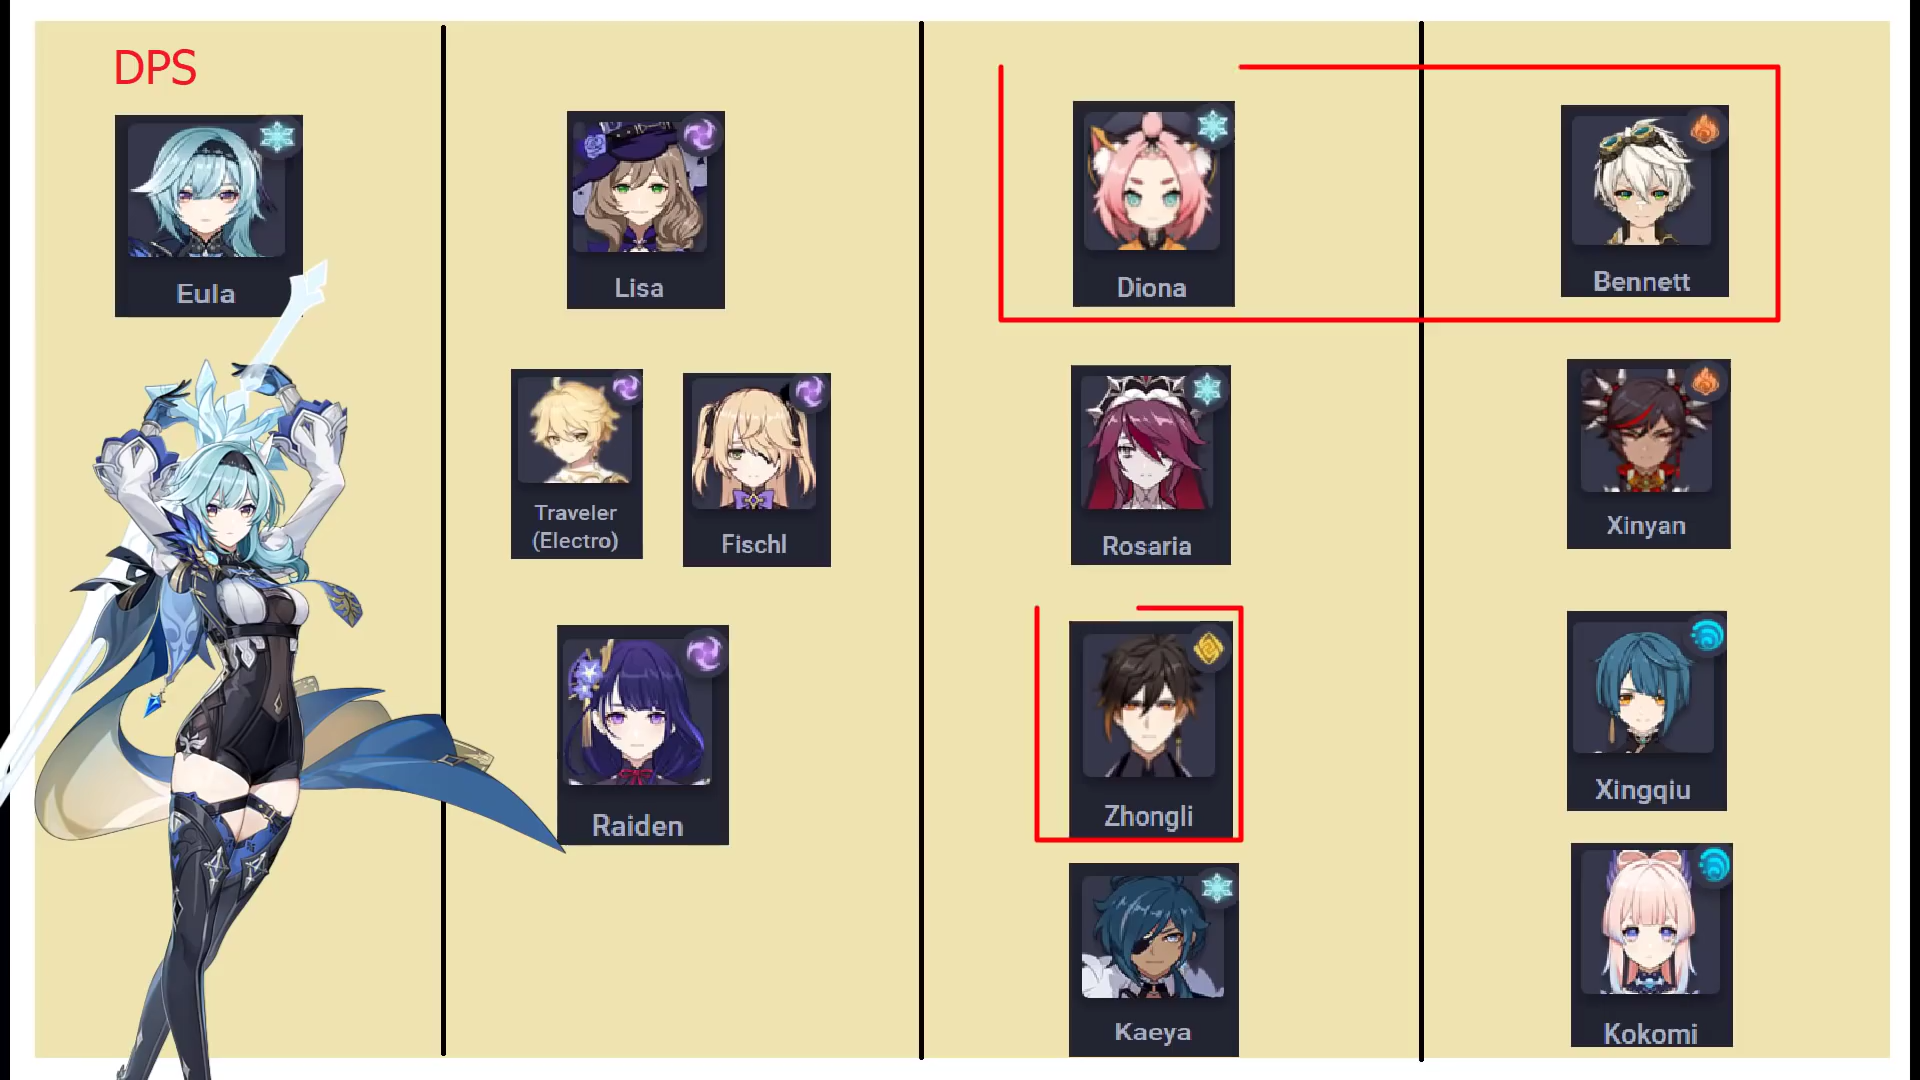 DPS
Eula
Lisa
Traveler
(Electro)
Fischl
Raiden
Diona
Rosaria
Zhongli
Kaeya
Bennett
Xinyan
Xingqiu
Kokomi